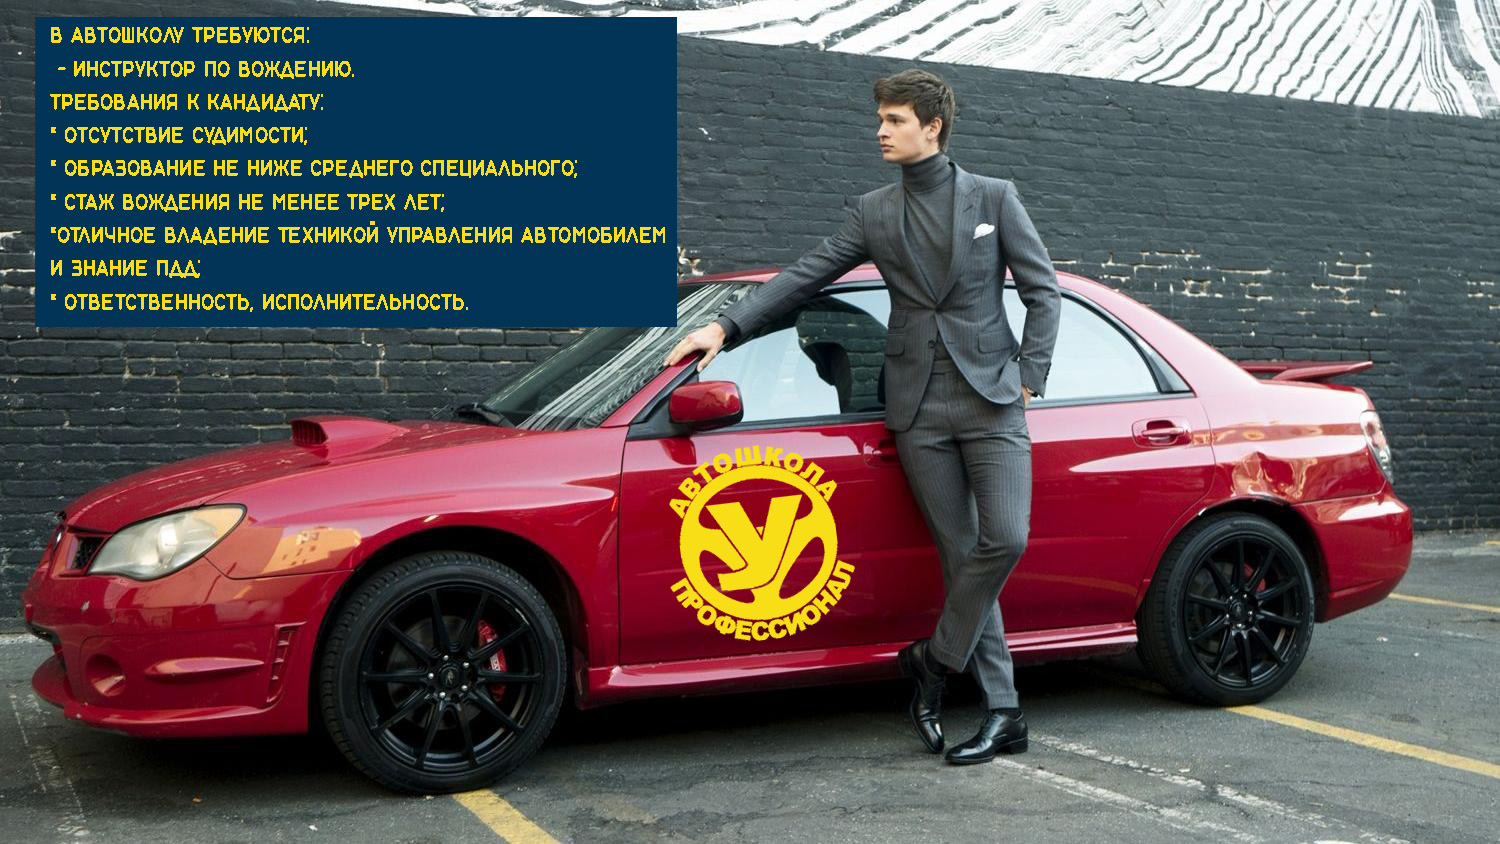 В АВТОШКОЛУ ТРЕБУЮТСЯ:
- ИНСТРУКТОР ПО ВОЖДЕНИЮ.
ТРЕБОВАНИЯ К КАНДИДАТУ:
* ОТСУТСТВИЕ СУДИМОСТИ;
* ОБРАЗОВАНИЕ НЕ НИЖЕ СРЕДНЕГО СПЕЦИАЛЬНОГО;
* СТАЖ ВОЖДЕНИЯ НЕ МЕНЕЕ ТРЕХ ЛЕТ;
*ОТЛИЧНОЕ ВЛАДЕНИЕ ТЕХНИКОЙ УПРАВЛЕНИЯ АВТОМОБИЛЕМ
И ЗНАНИЕ ПДД;
* ОТВЕТСТВЕННОСТЬ, ИСПОЛНИТЕЛЬНОСТЬ.
АВТОШКОЛА
У
ПРОФЕССИОНАЛ